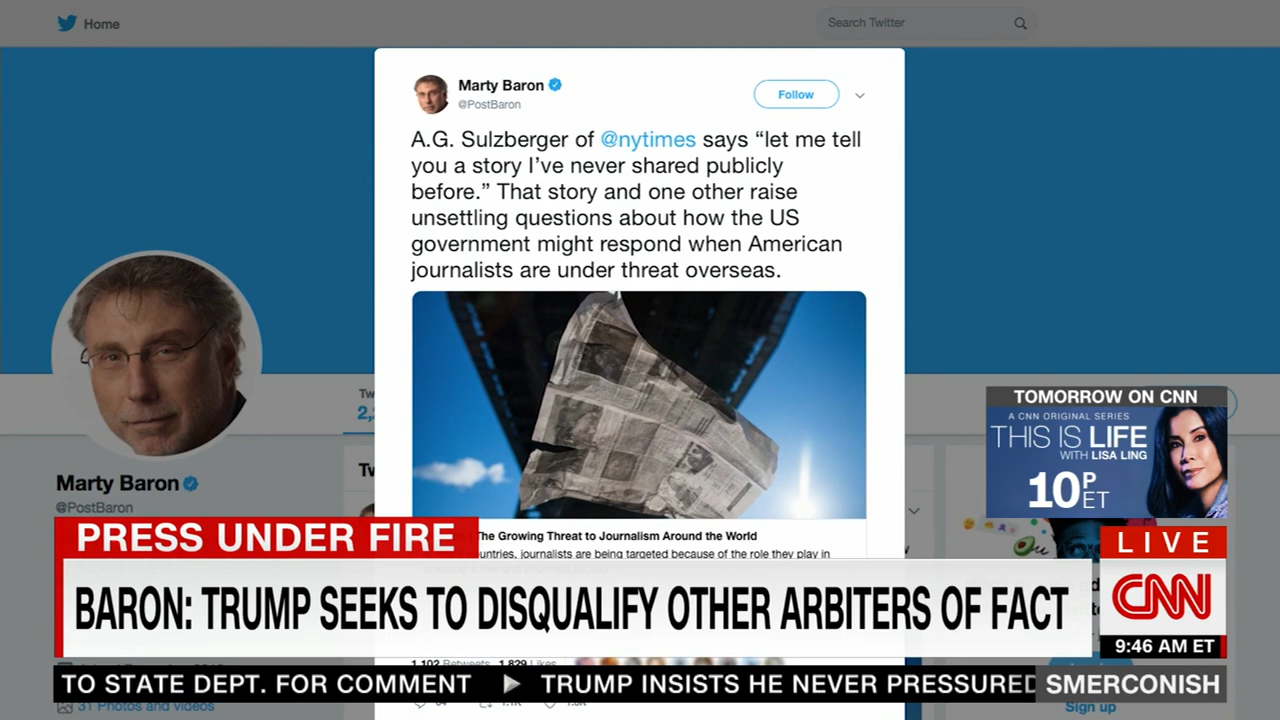 Home
Search Twitter
Marty Baron
@PostBaron
Follow
A.G. Sulzberger of @nytimes says “let me tell
you a story I’ve never shared publicly
before.” That story and one other raise
unsettling questions about how the US
government might respond when American
journalists are under threat overseas.
The Growing Threat to Journalism Around the World
countries, journalists are being targeted because of the role they play in
1,102 Retweets 1,829 Likes
Marty Baron
@PostBaron
31 Photos and videos
Sign up
TOMORROW ON CNN
A CNN ORIGINAL SERIES
THIS IS LIFE
WITH LISA LING
10P ET
PRESS UNDER FIRE
BARON: TRUMP SEEKS TO DISQUALIFY OTHER ARBITERS OF FACT
LIVE
CNN
9:46 AM ET
TO STATE DEPT. FOR COMMENT ▶ TRUMP INSISTS HE NEVER PRESSURED
SMERCONISH